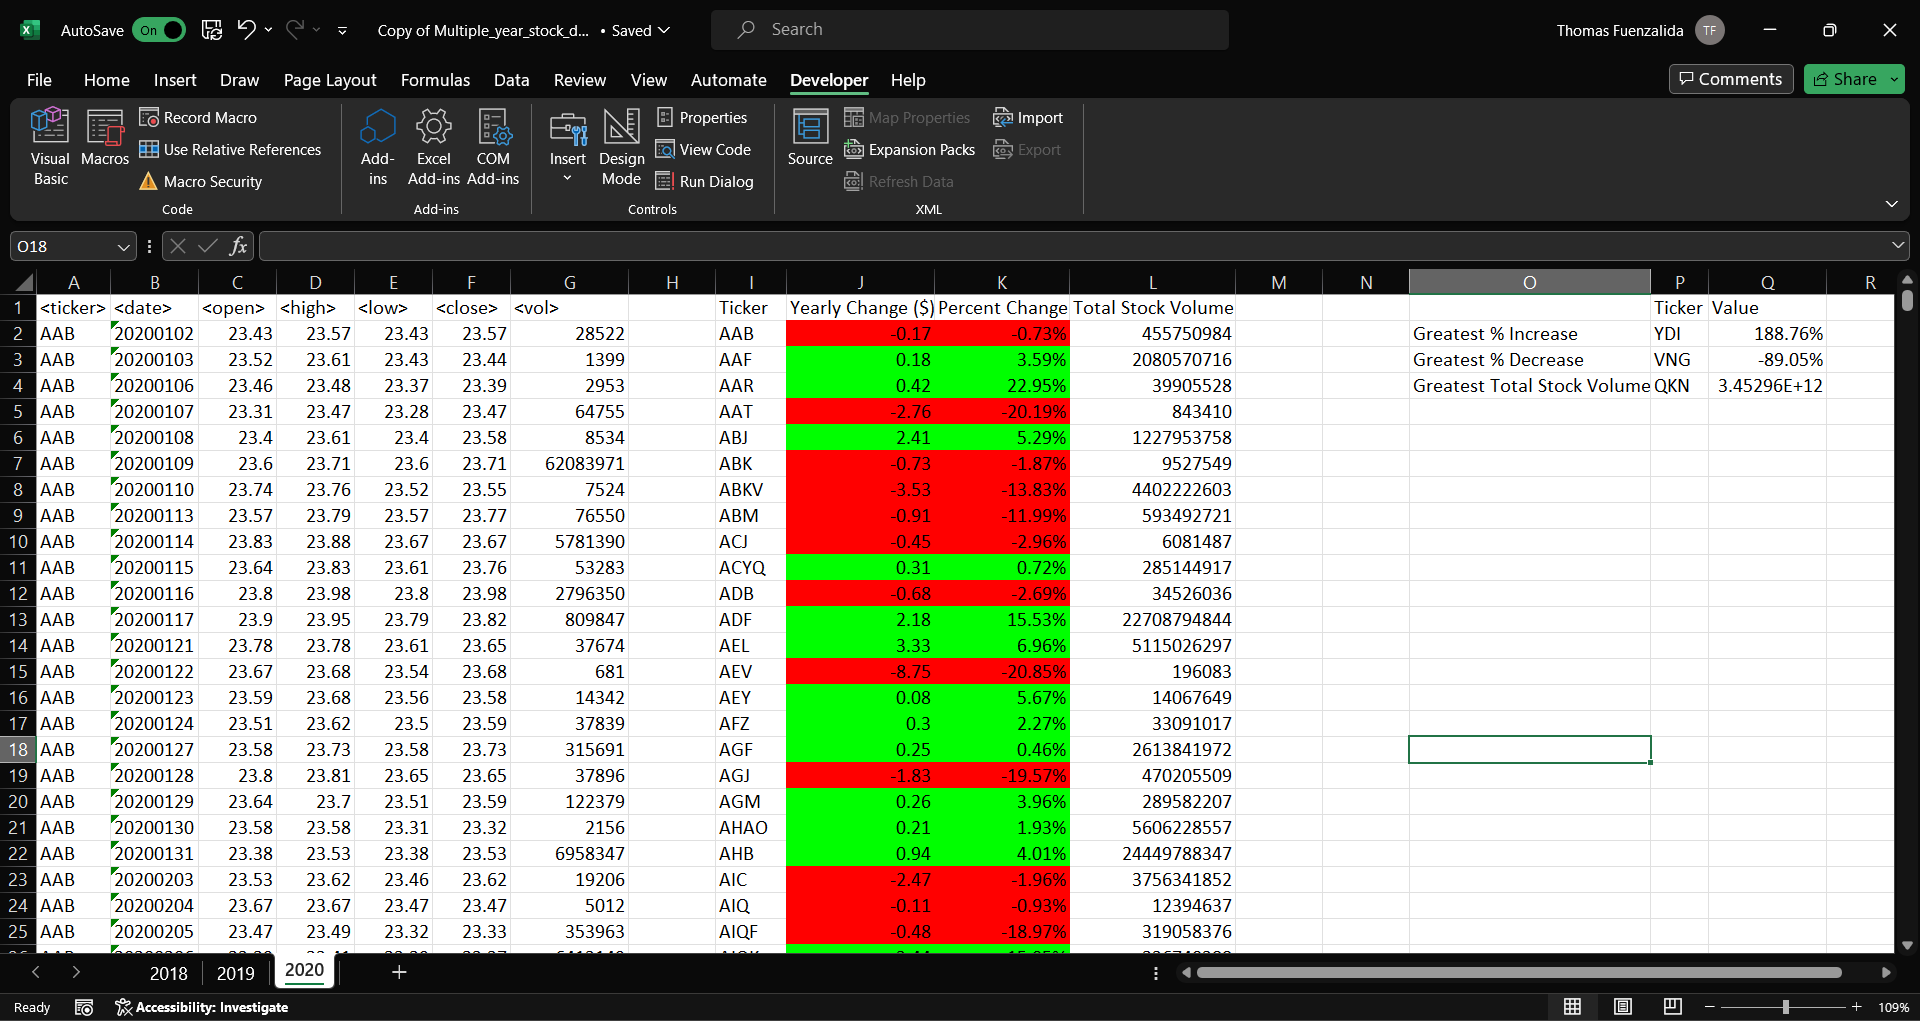 AutoSave On Copy of Multiple_year_stock_d... • Saved Search Thomas Fuenzalida TF
File Home Insert Draw Page Layout Formulas Data Review View Automate Developer Help Comments Share
Visual Basic Macros Record Macro Use Relative References Macro Security Code
Add-ins Excel Add-ins COM Add-ins Add-ins
Insert Design Mode Properties View Code Run Dialog Controls
Source Map Properties Expansion Packs Refresh Data Import Export XML
O18 fx
A B C D E F G H I J K L M N O P Q R
1 <ticker> <date> <open> <high> <low> <close> <vol> Ticker Yearly Change ($) Percent Change Total Stock Volume Ticker Value
2 AAB 20200102 23.43 23.57 23.43 23.57 28522 AAB -0.17 -0.73% 455750984 Greatest % Increase YDI 188.76%
3 AAB 20200103 23.52 23.61 23.43 23.44 1399 AAF 0.18 3.59% 2080570716 Greatest % Decrease VNG -89.05%
4 AAB 20200106 23.46 23.48 23.37 23.39 2953 AAR 0.42 22.95% 39905528 Greatest Total Stock Volume QKN 3.45296E+12
5 AAB 20200107 23.31 23.47 23.28 23.47 64755 AAT -2.76 -20.19% 843410
6 AAB 20200108 23.4 23.61 23.4 23.58 8534 ABJ 2.41 5.29% 1227953758
7 AAB 20200109 23.6 23.71 23.6 23.71 62083971 ABK -0.73 -1.87% 9527549
8 AAB 20200110 23.74 23.76 23.52 23.55 7524 ABKV -3.53 -13.83% 4402222603
9 AAB 20200113 23.57 23.79 23.57 23.77 76550 ABM -0.91 -11.99% 593492721
10 AAB 20200114 23.83 23.88 23.67 23.67 5781390 ACJ -0.45 -2.96% 6081487
11 AAB 20200115 23.64 23.83 23.61 23.76 53283 ACYQ 0.31 0.72% 285144917
12 AAB 20200116 23.8 23.98 23.8 23.98 2796350 ADB -0.68 -2.69% 34526036
13 AAB 20200117 23.9 23.95 23.79 23.82 809847 ADF 2.18 15.53% 22708794844
14 AAB 20200121 23.78 23.78 23.61 23.65 37674 AEL 3.33 6.96% 5115026297
15 AAB 20200122 23.67 23.68 23.54 23.68 681 AEV -8.75 -20.85% 196083
16 AAB 20200123 23.59 23.68 23.56 23.58 14342 AEY 0.08 5.67% 14067649
17 AAB 20200124 23.51 23.62 23.5 23.59 37839 AFZ 0.3 2.27% 33091017
18 AAB 20200127 23.58 23.73 23.58 23.73 315691 AGF 0.25 0.46% 2613841972
19 AAB 20200128 23.8 23.81 23.65 23.65 37896 AGJ -1.83 -19.57% 470205509
20 AAB 20200129 23.64 23.7 23.51 23.59 122379 AGM 0.26 3.96% 289582207
21 AAB 20200130 23.58 23.58 23.31 23.32 2156 AHAO 0.21 1.93% 5606228557
22 AAB 20200131 23.38 23.53 23.38 23.53 6958347 AHB 0.94 4.01% 24449788347
23 AAB 20200203 23.53 23.62 23.46 23.62 19206 AIC -2.47 -1.96% 3756341852
24 AAB 20200204 23.67 23.67 23.47 23.47 5012 AIQ -0.11 -0.93% 12394637
25 AAB 20200205 23.47 23.49 23.32 23.33 353963 AIQF -0.48 -18.97% 319058376
2018 2019 2020
Ready Accessibility: Investigate 109%